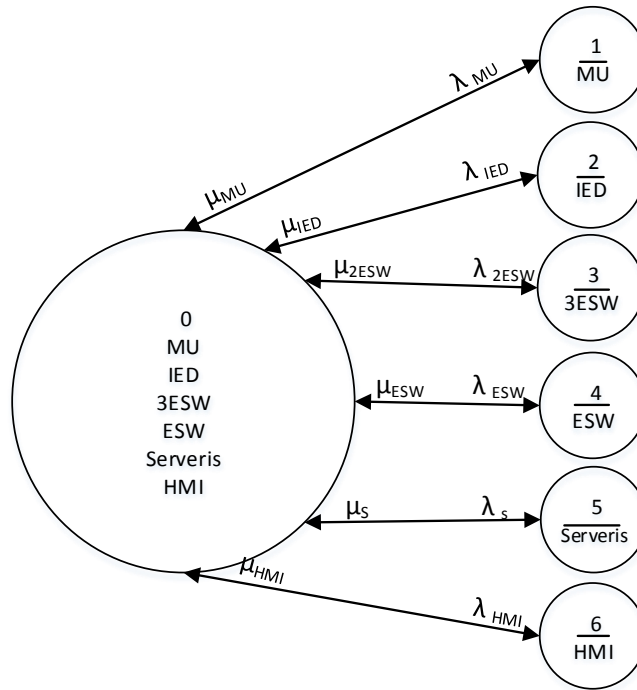 1
MU
λ MU
2
IED
λ IED
μMU
μIED
3
3ESW
μ2ESW
λ 2ESW
0
MU
IED
3ESW
ESW
Serveris
HMI
μESW
λ ESW
4
ESW
μS
λ s
5
Serveris
μHMI
λ HMI
6
HMI